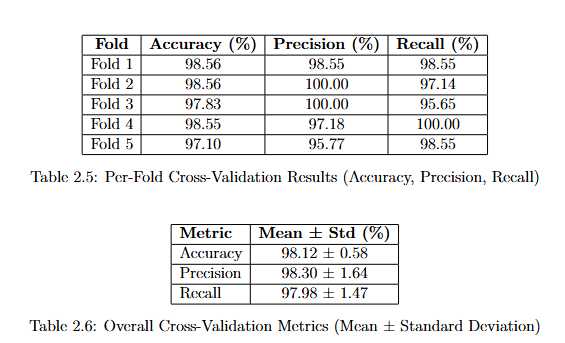 Fold Accuracy (%) Precision (%) Recall (%)
Fold 1 98.56 98.55 98.55
Fold 2 98.56 100.00 97.14
Fold 3 97.83 100.00 95.65
Fold 4 98.55 97.18 100.00
Fold 5 97.10 95.77 98.55
Table 2.5: Per-Fold Cross-Validation Results (Accuracy, Precision, Recall)
Metric Mean ± Std (%)
Accuracy 98.12 ± 0.58
Precision 98.30 ± 1.64
Recall 97.98 ± 1.47
Table 2.6: Overall Cross-Validation Metrics (Mean ± Standard Deviation)